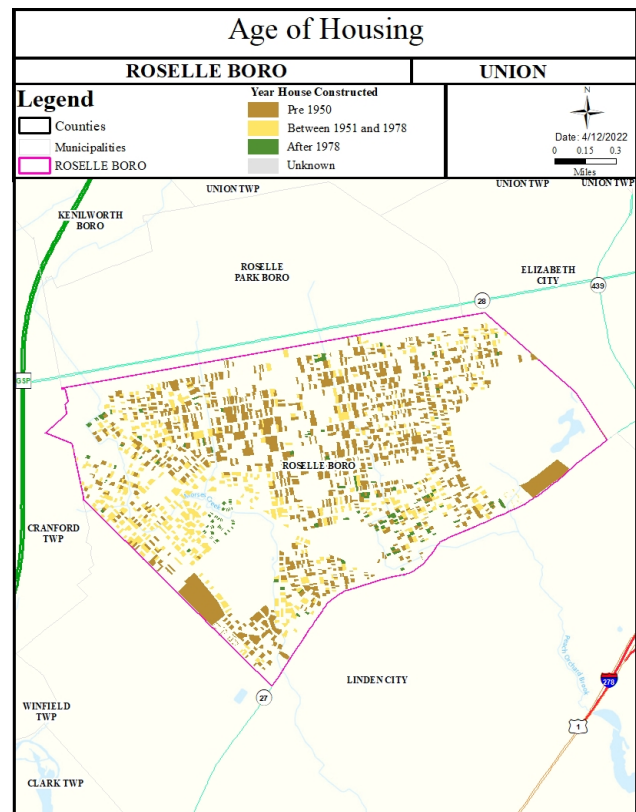 Age of Housing
ROSELLE BORO
UNION
Legend
Counties
Municipalities
ROSELLE BORO
Year House Constructed
Pre 1950
Between 1951 and 1978
After 1978
Unknown
N
Date: 4/12/2022
0 0.15 0.3
Miles
UNION TWP
UNION TWP
UNION TWP
KENILWORTH
BORO
ROSELLE
PARK BORO
ELIZABETH
CITY
439
28
GSP
ROSELLE BORO
CRANFORD
TWP
LINDEN CITY
27
278
1
WINFIELD
TWP
CLARK TWP
Peach Orchard Brook